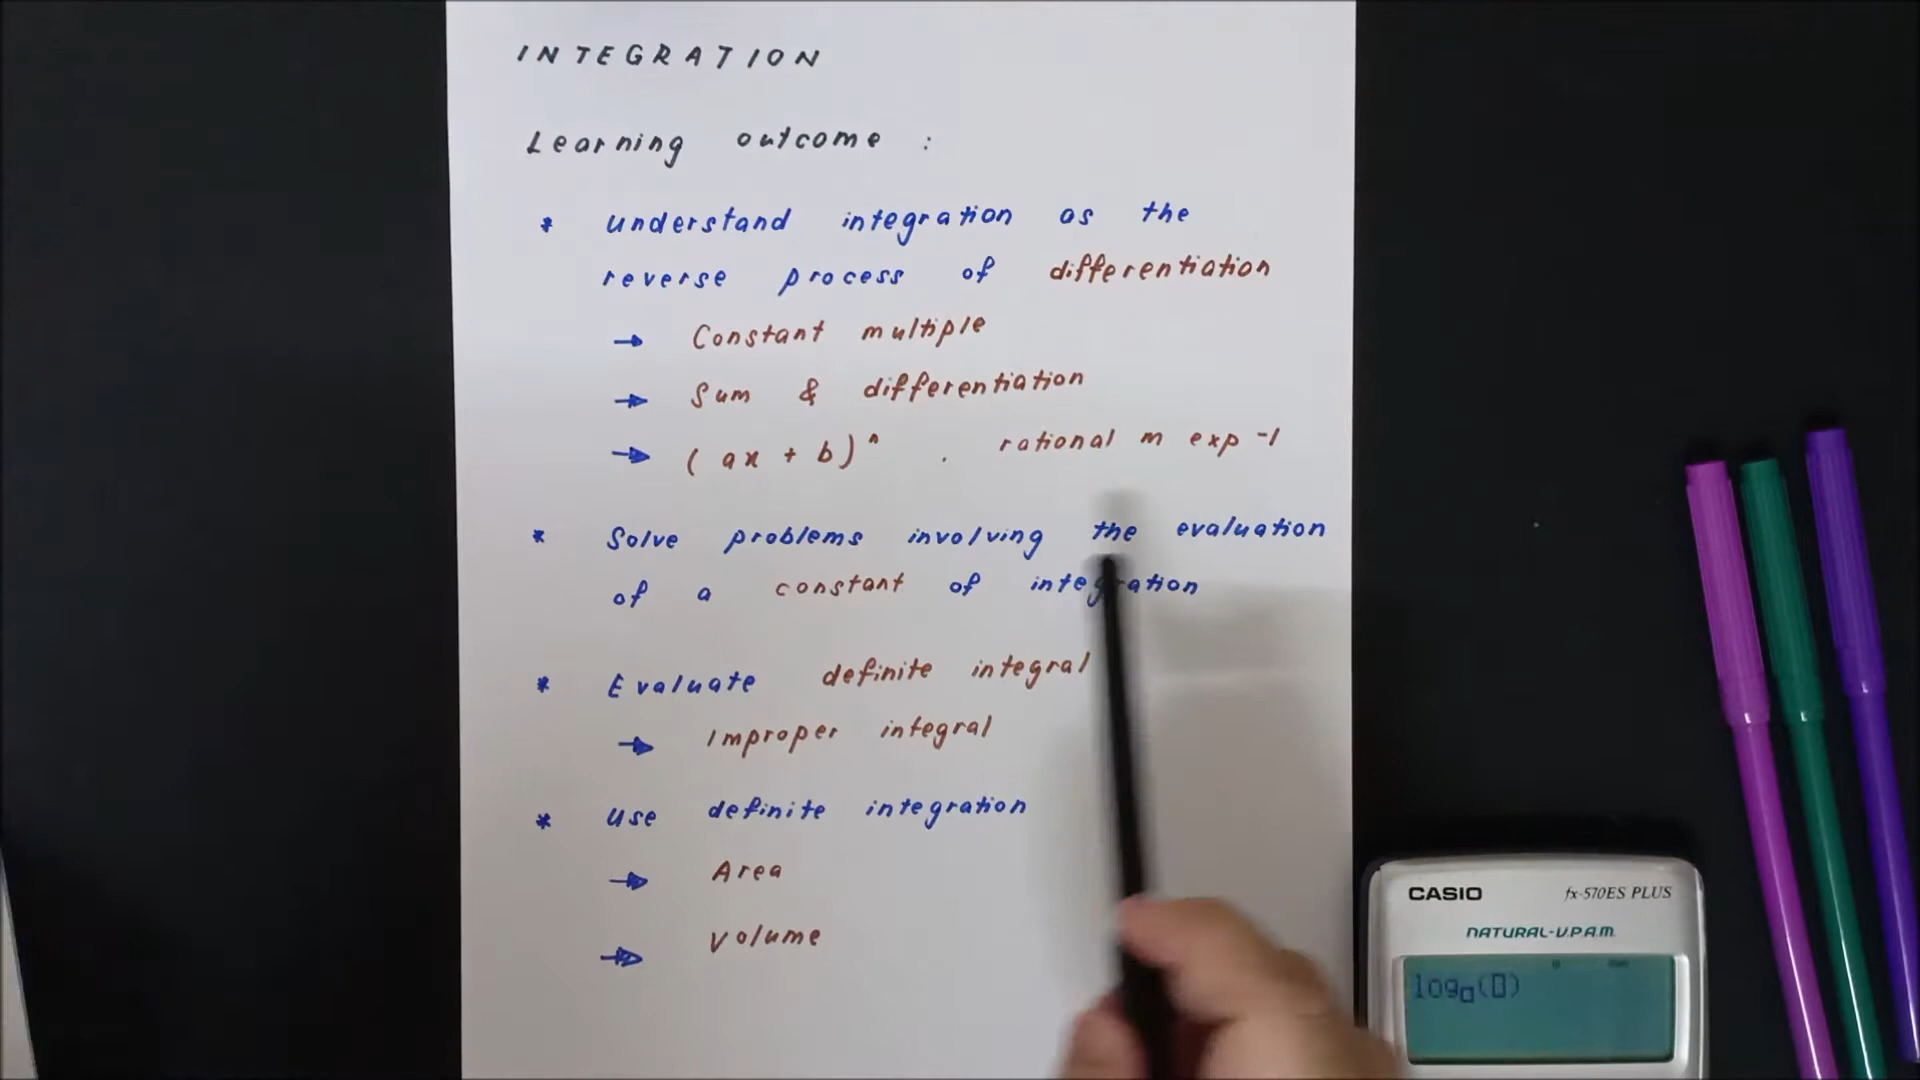 INTEGRATION
Learning outcome :
* understand integration as the
reverse process of differentiation
→ Constant multiple
→ Sum & differentiation
→ (ax + b)ⁿ . rational m exp -1
* Solve problems involving the evaluation
of a constant of integration
* Evaluate definite integral
→ Improper integral
* use definite integration
→ Area
→ Volume
CASIO fx-570ES PLUS
NATURAL-V.P.A.M.
log▯(▯)